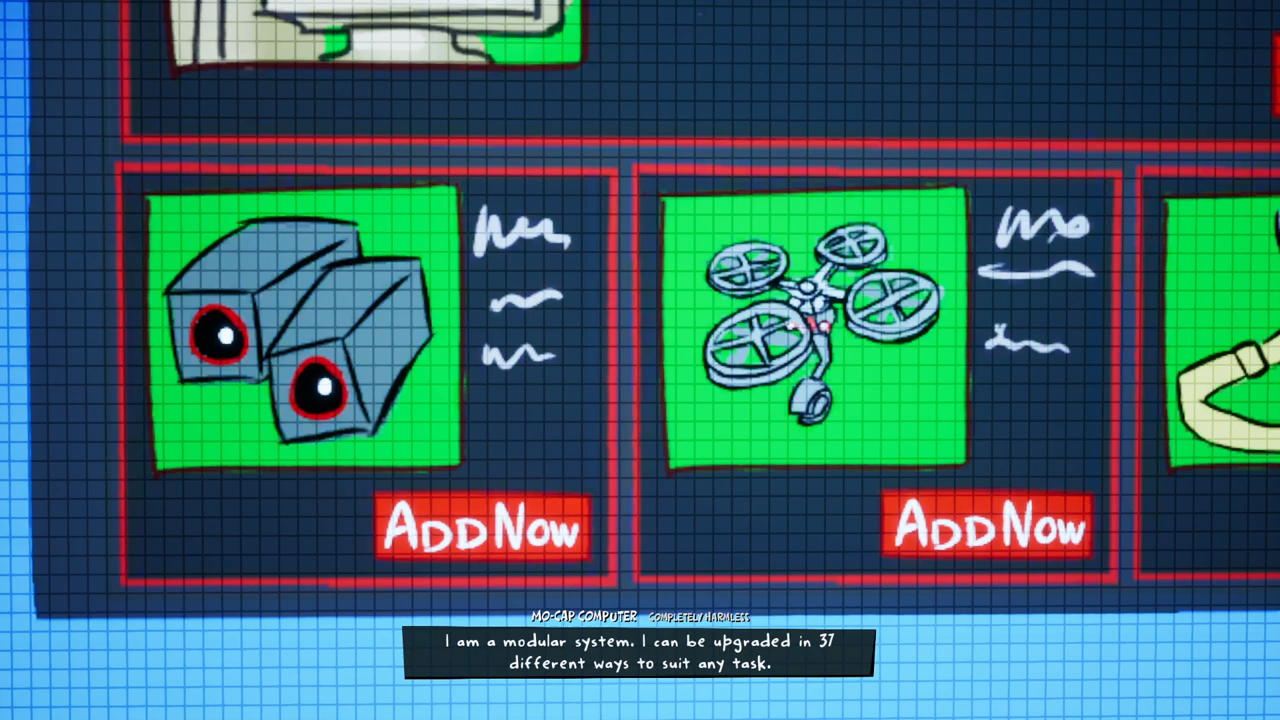 ADD NOW ADD NOW
MO-CAP COMPUTER COMPLETELY HARMLESS
I am a modular system. I can be upgraded in 37
different ways to suit any task.